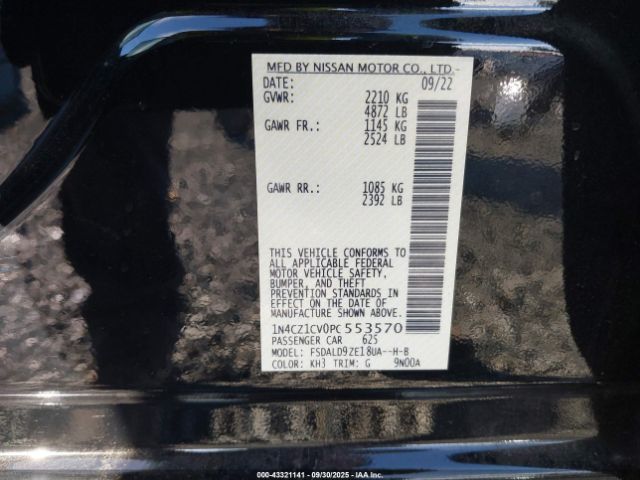 MFD BY NISSAN MOTOR CO., LTD.
DATE: 09/22
GVWR: 2210 KG
4872 LB
GAWR FR.: 1145 KG
2524 LB
GAWR RR.: 1085 KG
2392 LB
THIS VEHICLE CONFORMS TO
ALL APPLICABLE FEDERAL
MOTOR VEHICLE SAFETY,
BUMPER, AND THEFT
PREVENTION STANDARDS IN
EFFECT ON THE DATE OF
MANUFACTURE SHOWN ABOVE.
1N4CZ1CV0PC553570
PASSENGER CAR 625
MODEL: FSDALD9ZE18UA--H-B
COLOR: KH3 TRIM: G 9N00A
000-43321141 - 09/30/2025 - IAA Inc.